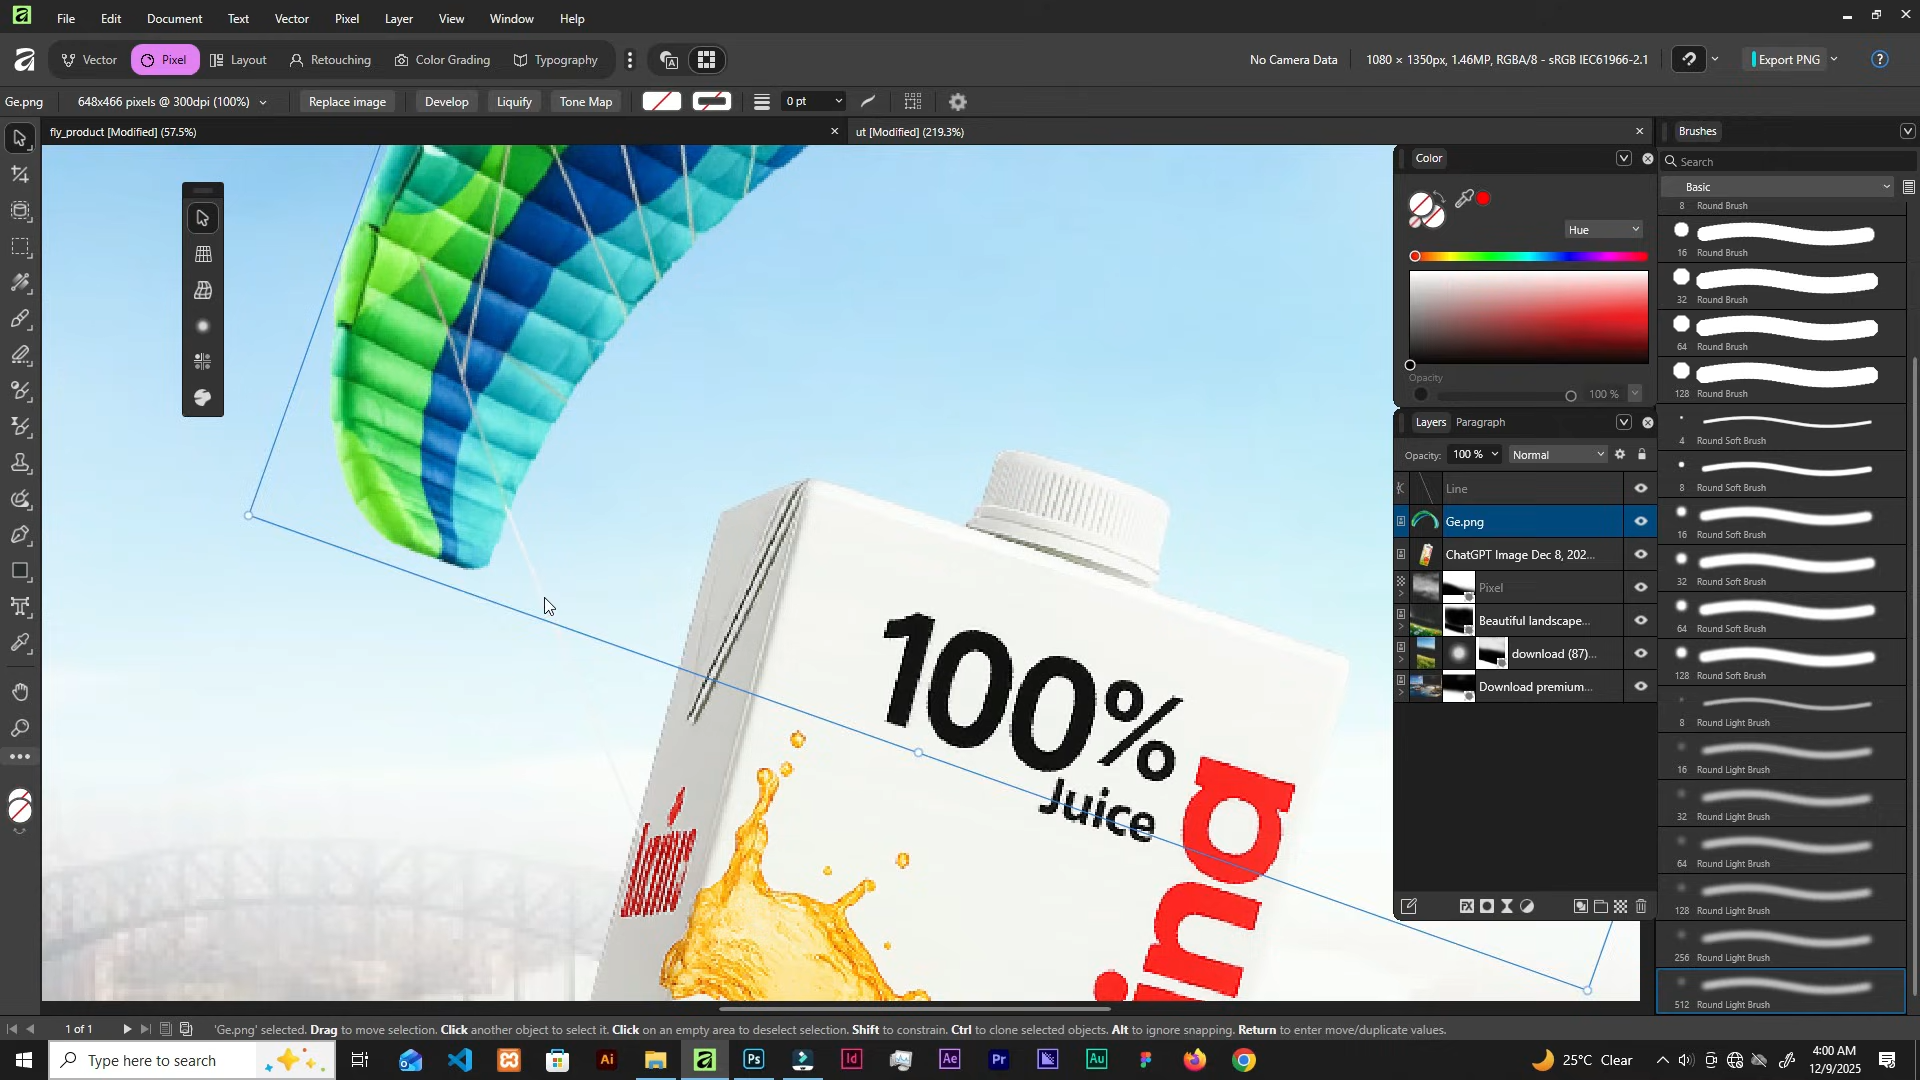 File Edit Document Text Vector Pixel Layer View Window Help
Vector Pixel Layout Retouching Color Grading Typography
No Camera Data 1080 × 1350px, 1.46MP, RGBA/8 - sRGB IEC61966-2.1 Export PNG
Ge.png 648x466 pixels @ 300dpi (100%) Replace image Develop Liquify Tone Map 0 pt
fly_product [Modified] (57.5%)
ut [Modified] (219.3%)
Brushes
Search
Basic
8 Round Brush
16 Round Brush
32 Round Brush
64 Round Brush
128 Round Brush
4 Round Soft Brush
8 Round Soft Brush
16 Round Soft Brush
32 Round Soft Brush
64 Round Soft Brush
128 Round Soft Brush
8 Round Light Brush
16 Round Light Brush
32 Round Light Brush
64 Round Light Brush
128 Round Light Brush
256 Round Light Brush
512 Round Light Brush
Color
Hue
Opacity
100 %
Layers Paragraph
Opacity: 100 % Normal
Line
Ge.png
ChatGPT Image Dec 8, 202...
Pixel
Beautiful landscape...
download (87)...
Download premium...
100%
Juice
1 of 1 'Ge.png' selected. Drag to move selection. Click another object to select it. Click on an empty area to deselect selection. Shift to constrain. Ctrl to clone selected objects. Alt to ignore snapping. Return to enter move/duplicate values.
Type here to search
25°C Clear
4:00 AM
12/9/2025